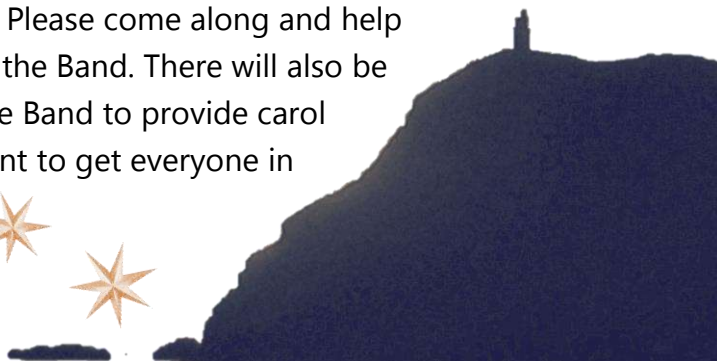 Please come along and help
the Band. There will also be
e Band to provide carol
nt to get everyone in